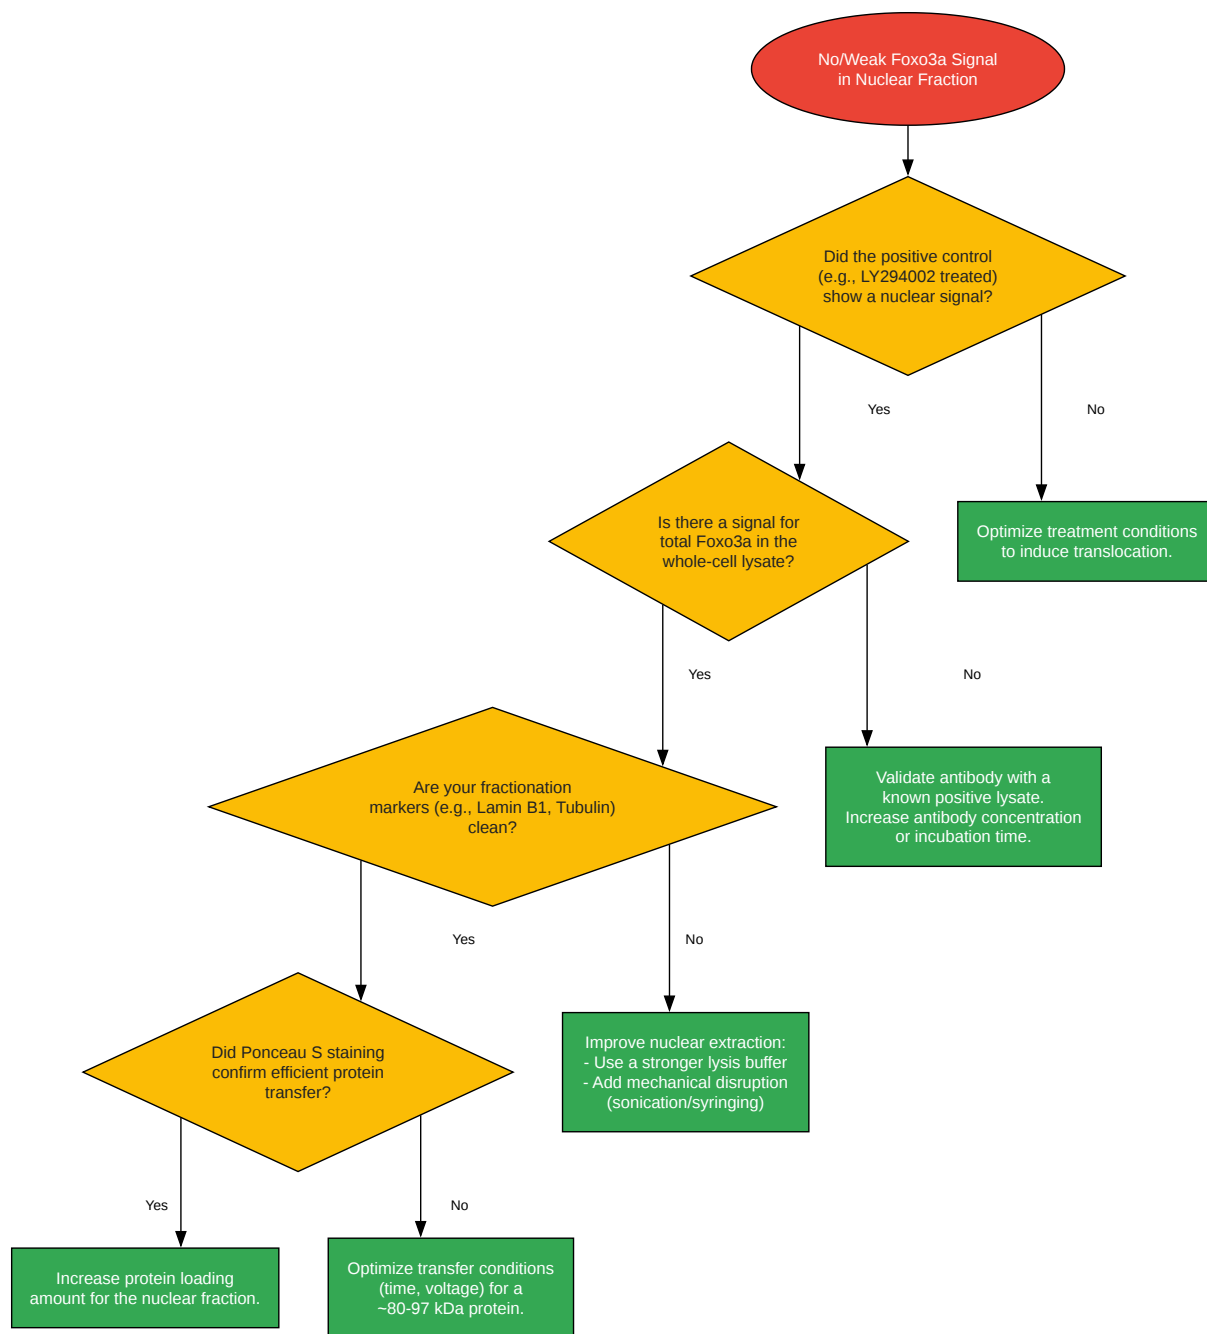 No/Weak Foxo3a Signal
in Nuclear Fraction
Did the positive control
(e.g., LY294002 treated)
show a nuclear signal?
Yes
No
Is there a signal for
total Foxo3a in the
whole-cell lysate?
Optimize treatment conditions
to induce translocation.
Yes
No
Are your fractionation
markers (e.g., Lamin B1, Tubulin)
clean?
Validate antibody with a
known positive lysate.
Increase antibody concentration
or incubation time.
Yes
No
Did Ponceau S staining
confirm efficient protein
transfer?
Improve nuclear extraction:
- Use a stronger lysis buffer
- Add mechanical disruption
(sonication/syringing)
Yes
No
Increase protein loading
amount for the nuclear fraction.
Optimize transfer conditions
(time, voltage) for a
~80-97 kDa protein.